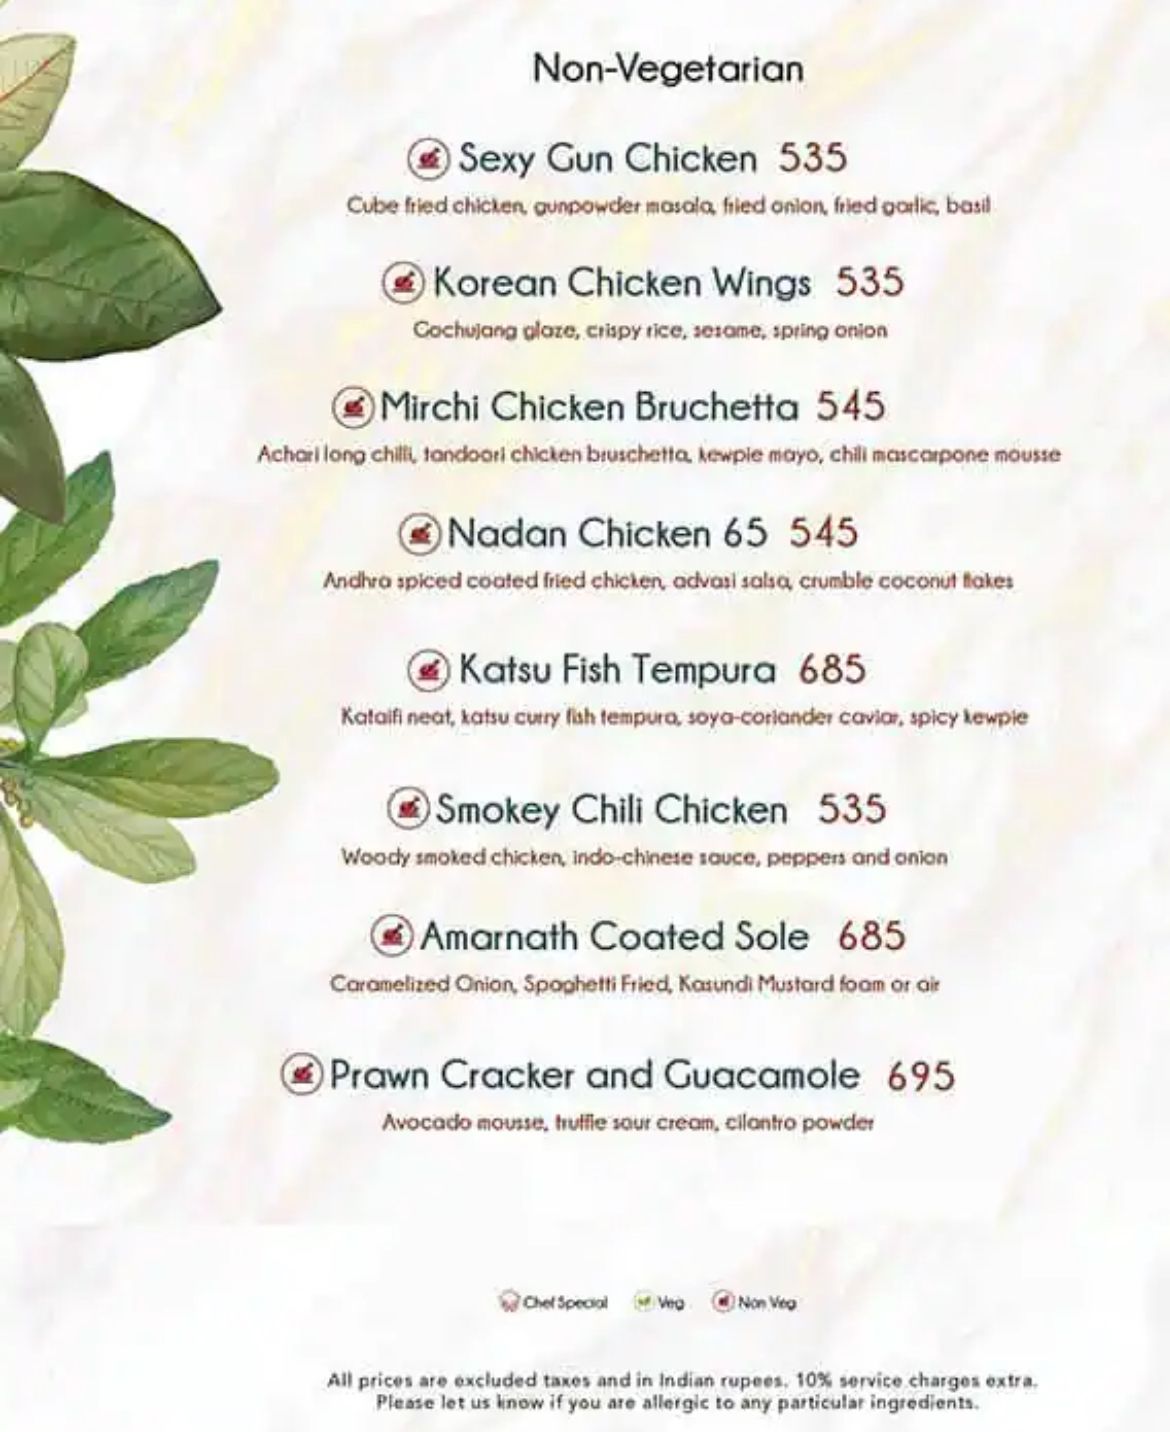 Non-Vegetarian
Sexy Gun Chicken 535
Cube fried chicken, gunpowder masala, fried onion, fried garlic, basil
Korean Chicken Wings 535
Gochujang glaze, crispy rice, sesame, spring onion
Mirchi Chicken Bruchetta 545
Achari long chilli, tandoori chicken bruschetta, kewpie mayo, chili mascarpone mousse
Nadan Chicken 65 545
Andhra spiced coated fried chicken, advasi salsa, crumble coconut flakes
Katsu Fish Tempura 685
Kataifi neat, katsu curry fish tempura, soya-coriander caviar, spicy kewpie
Smokey Chili Chicken 535
Woody smoked chicken, indo-chinese sauce, peppers and onion
Amarnath Coated Sole 685
Caramelized Onion, Spaghetti Fried, Kasundi Mustard foam or air
Prawn Cracker and Guacamole 695
Avocado mousse, truffle sour cream, cilantro powder
Chef Special Veg Non Veg
All prices are excluded taxes and in Indian rupees. 10% service charges extra.
Please let us know if you are allergic to any particular ingredients.